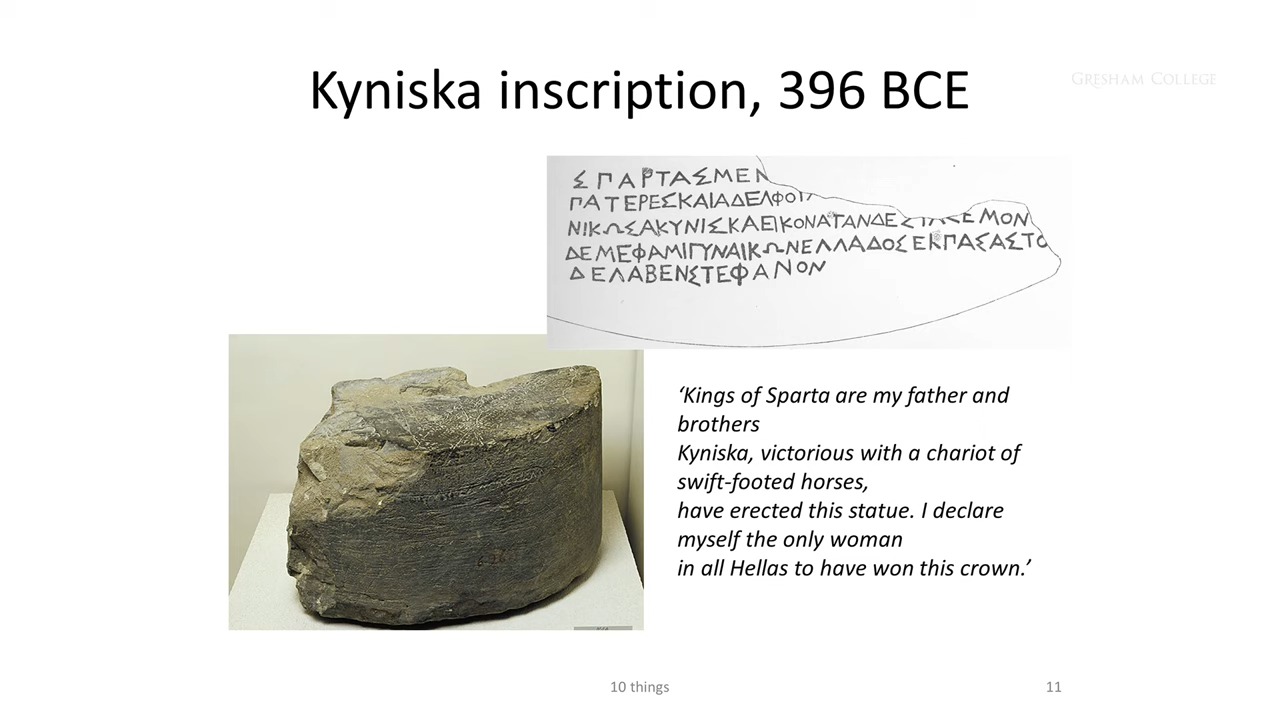 Kyniska inscription, 396 BCE
GRESHAM COLLEGE
ΣΠΑΡΤΑΣΜΕΝ
ΠΑΤΕΡΕΣΚΑΙΑΔΕΛΦΟΙ
ΝΙΚΩΣΑΚΥΝΙΣΚΑΕΙΚΟΝΑΤΑΝΔΕΣΤΑΣΕΜΟΝ
ΔΕΜΕΦΑΜΙΓΥΝΑΙΚΩΝΕΛΛΑΔΟΣΕΚΠΑΣΑΣΤΟ
ΔΕΛΑΒΕΝΣΤΕΦΑΝΟΝ
‘Kings of Sparta are my father and
brothers
Kyniska, victorious with a chariot of
swift-footed horses,
have erected this statue. I declare
myself the only woman
in all Hellas to have won this crown.’
10 things
11